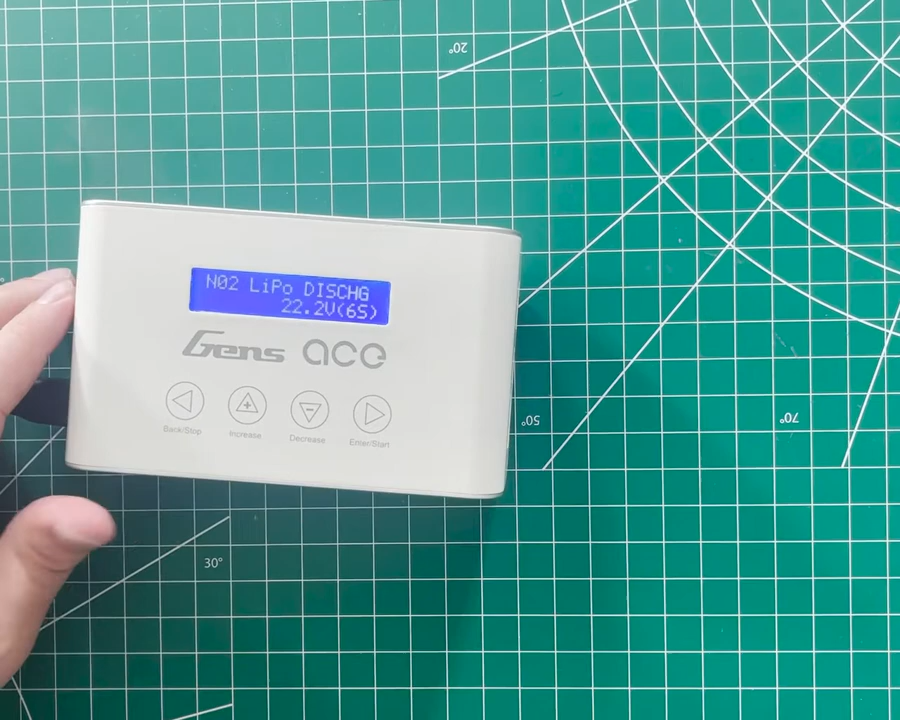 20°
N02 LiPo DISCHG
22.2V(6S)
Gens ace
Back/Stop
Increase
Decrease
Enter/Start
50°
70°
30°